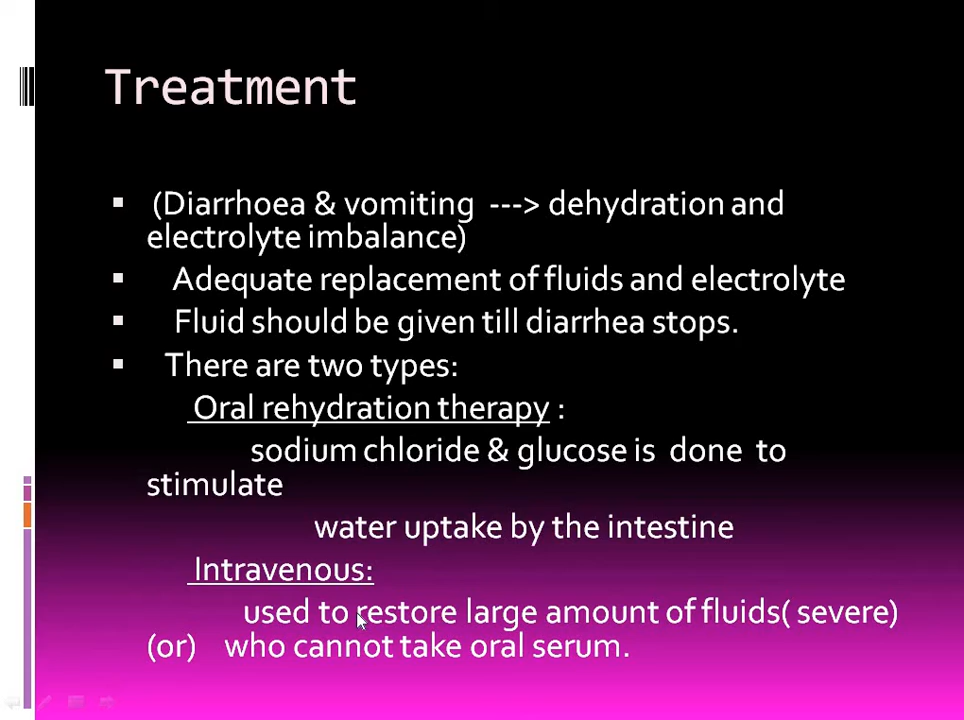 Treatment
(Diarrhoea & vomiting ---> dehydration and
electrolyte imbalance)
Adequate replacement of fluids and electrolyte
Fluid should be given till diarrhea stops.
There are two types:
Oral rehydration therapy :
sodium chloride & glucose is done to
stimulate
water uptake by the intestine
Intravenous:
used to restore large amount of fluids( severe)
(or) who cannot take oral serum.